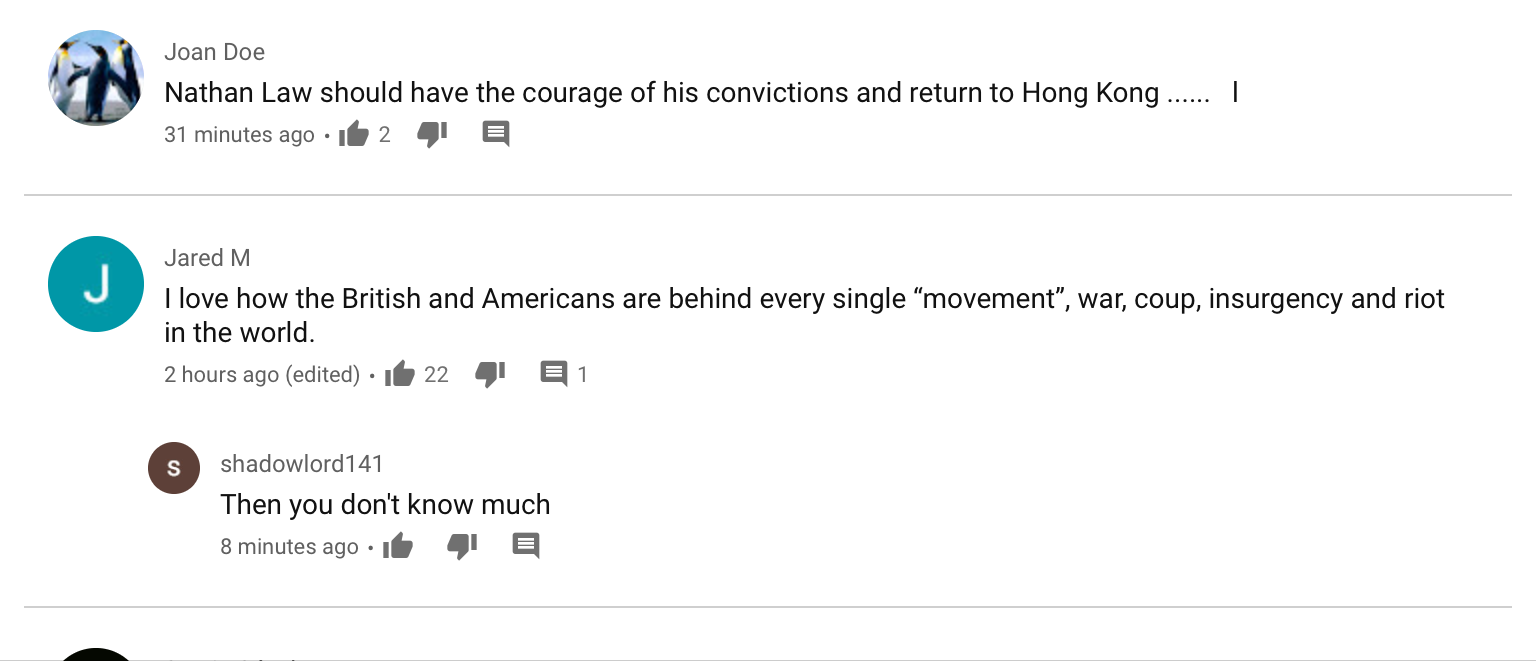 Joan Doe
Nathan Law should have the courage of his convictions and return to Hong Kong ...... l
31 minutes ago • 2
J
Jared M
I love how the British and Americans are behind every single “movement”, war, coup, insurgency and riot
in the world.
2 hours ago (edited) • 22 1
S
shadowlord141
Then you don't know much
8 minutes ago •